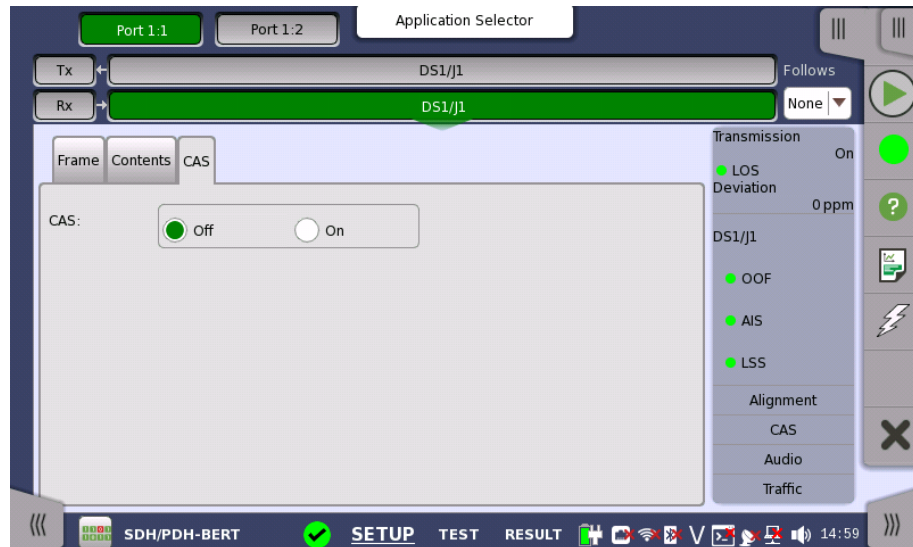 Application Selector
Port 1:1 Port 1:2
Tx DS1/J1 Follows
Rx DS1/J1 None
Frame Contents CAS
CAS: Off On
Transmission
On
LOS
Deviation
0 ppm
DS1/J1
OOF
AIS
LSS
Alignment
CAS
Audio
Traffic
SDH/PDH-BERT SETUP TEST RESULT V 14:59